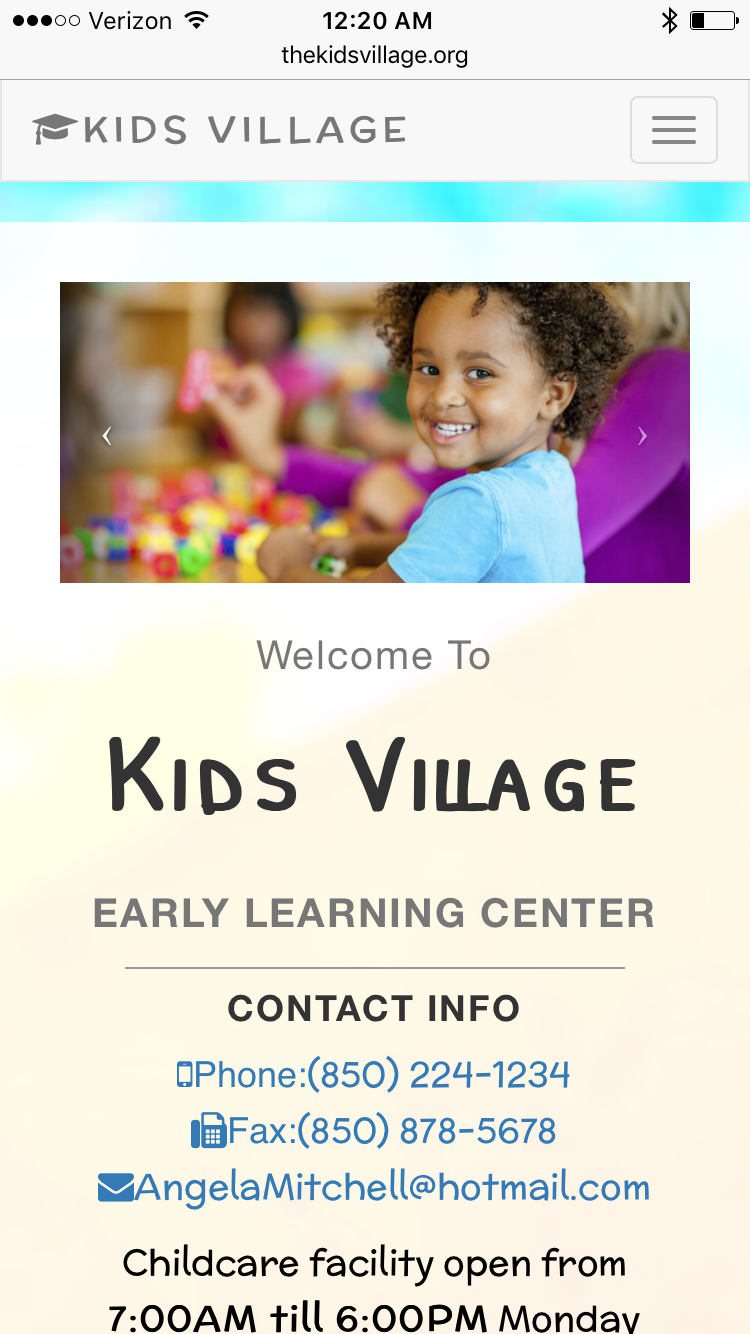 Verizon 12:20 AM
thekidsvillage.org
KIDS VILLAGE
Welcome To
KIDS VILLAGE
EARLY LEARNING CENTER
CONTACT INFO
Phone:(850) 224-1234
Fax:(850) 878-5678
AngelaMitchell@hotmail.com
Childcare facility open from
7:00AM till 6:00PM Monday